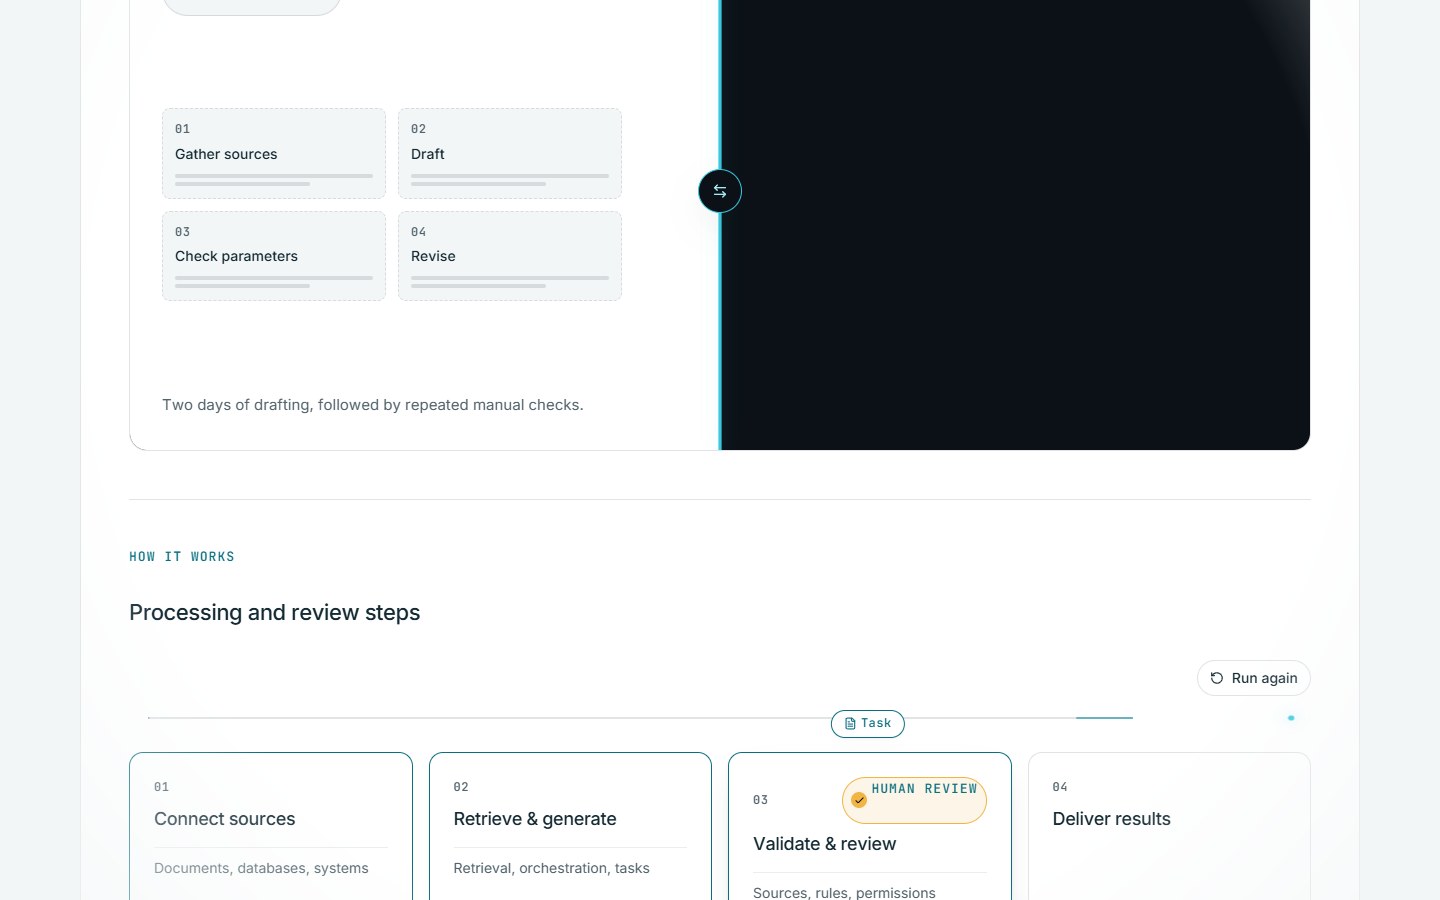 01
Gather sources
02
Draft
03
Check parameters
04
Revise
Two days of drafting, followed by repeated manual checks.
HOW IT WORKS
Processing and review steps
Run again
Task
01
Connect sources
Documents, databases, systems
02
Retrieve & generate
Retrieval, orchestration, tasks
03
HUMAN REVIEW
Validate & review
Sources, rules, permissions
04
Deliver results